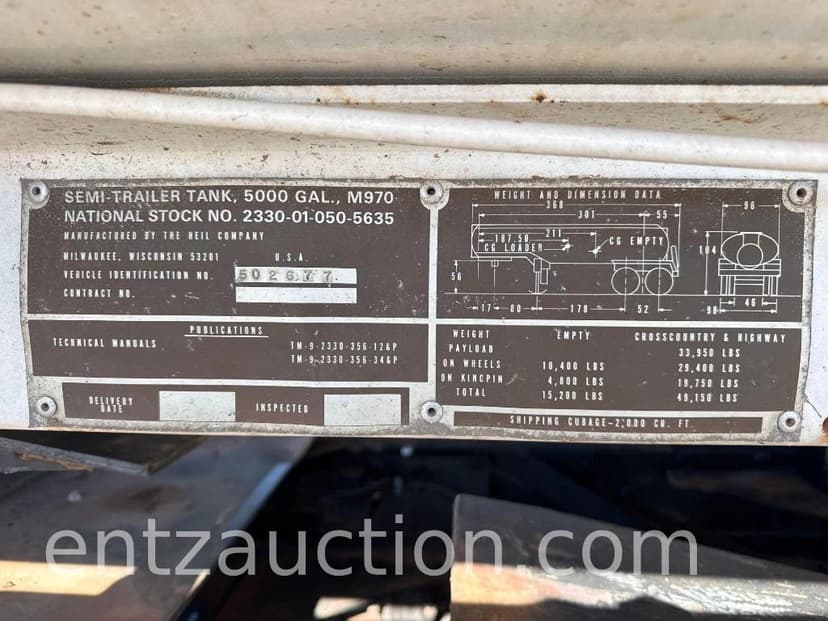 SEMI-TRAILER TANK, 5000 GAL., M970
NATIONAL STOCK NO. 2330-01-050-5635
MANUFACTURED BY THE HEIL COMPANY
MILWAUKEE, WISCONSIN 53201 U.S.A.
VEHICLE IDENTIFICATION NO. 502677
CONTRACT NO.
PUBLICATIONS
TECHNICAL MANUALS TM-9-2330-356-12&P
TM-9-2330-356-34&P
DELIVERY DATE INSPECTED
WEIGHT AND DIMENSION DATA
368 96
301 55
211
187.50
CG LOADED CG EMPTY
104
56
17 80 178 52 46
96
WEIGHT EMPTY CROSSCOUNTRY & HIGHWAY
PAYLOAD 33,950 LBS
ON WHEELS 10,400 LBS 29,400 LBS
ON KINGPIN 4,800 LBS 19,750 LBS
TOTAL 15,200 LBS 49,150 LBS
SHIPPING CUBAGE-2,080 CU. FT.
entzauction.com